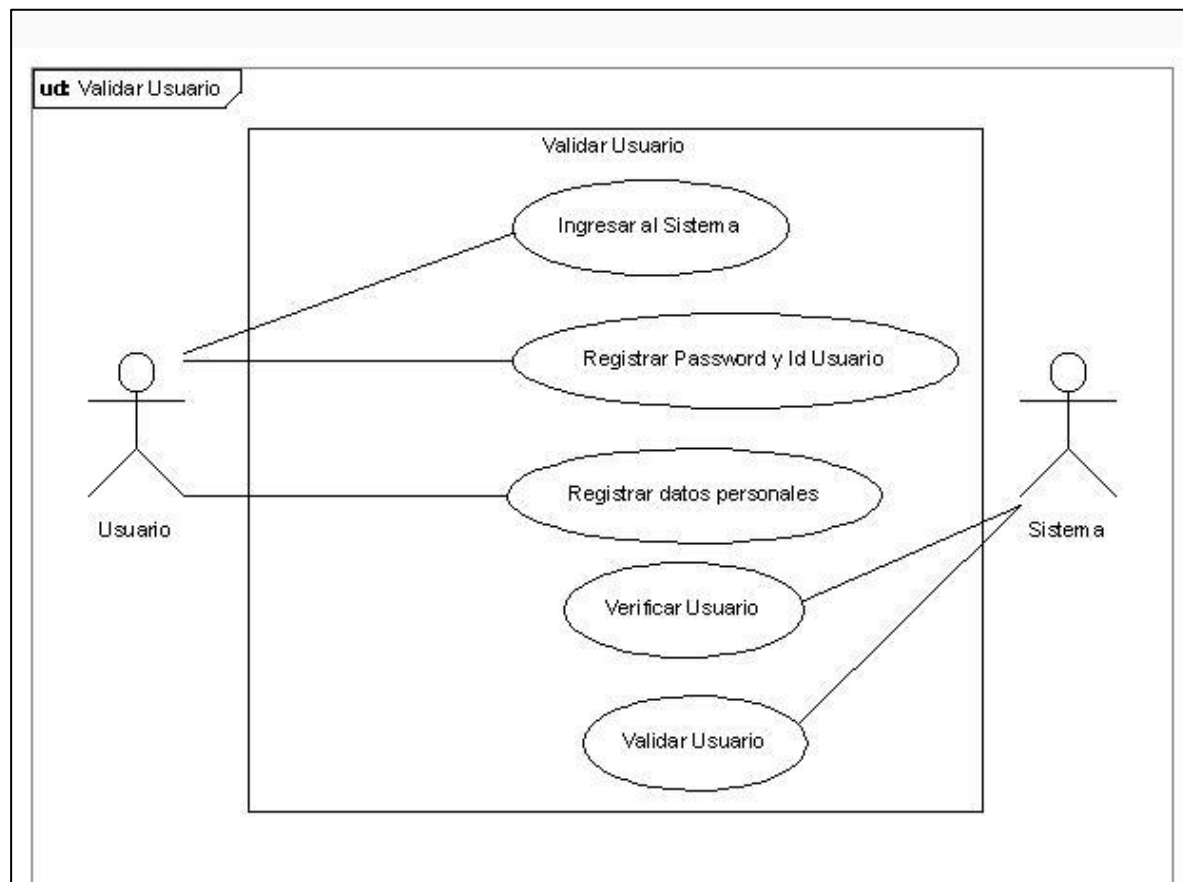 uct Validar Usuario
Validar Usuario
Ingresar al Sistema
Registrar Password y Id Usuario
Registrar datos personales
Usuario
Sistema
Verificar Usuario
Validar Usuario